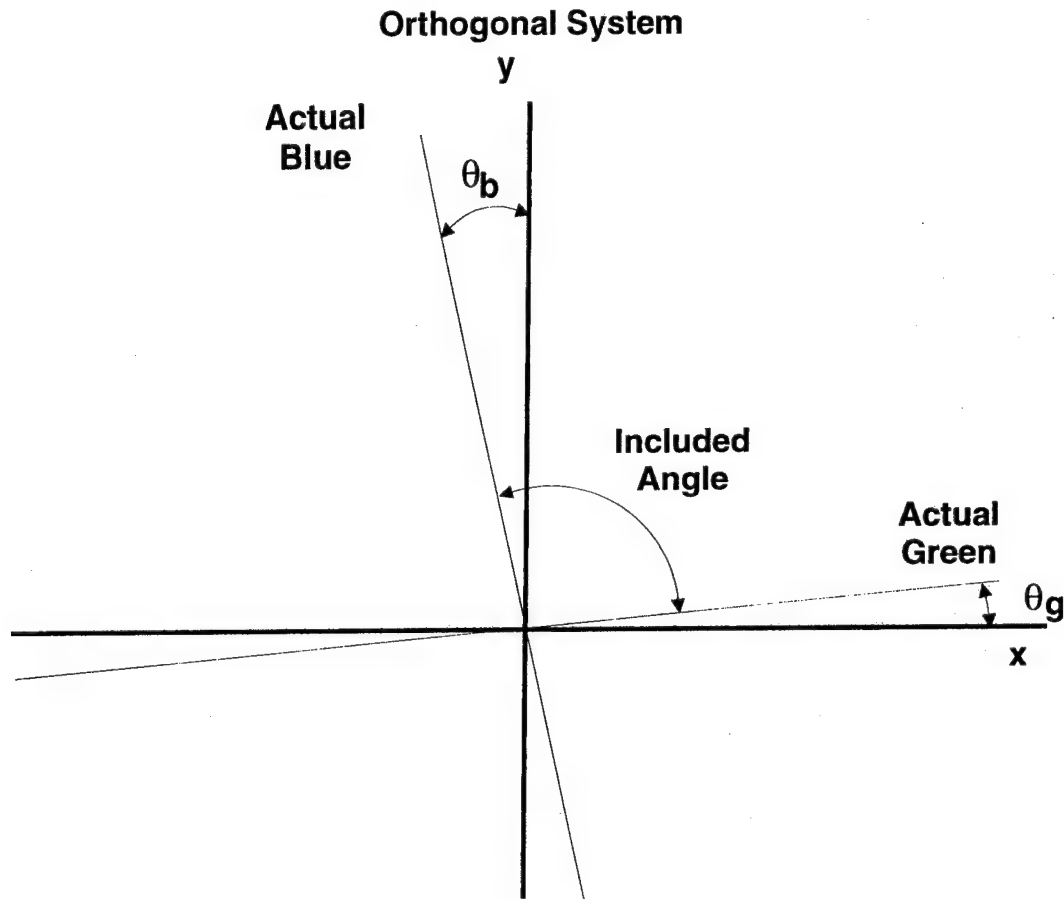 Orthogonal System
y
Actual
Blue
θb
Included
Angle
Actual
Green
θg
x